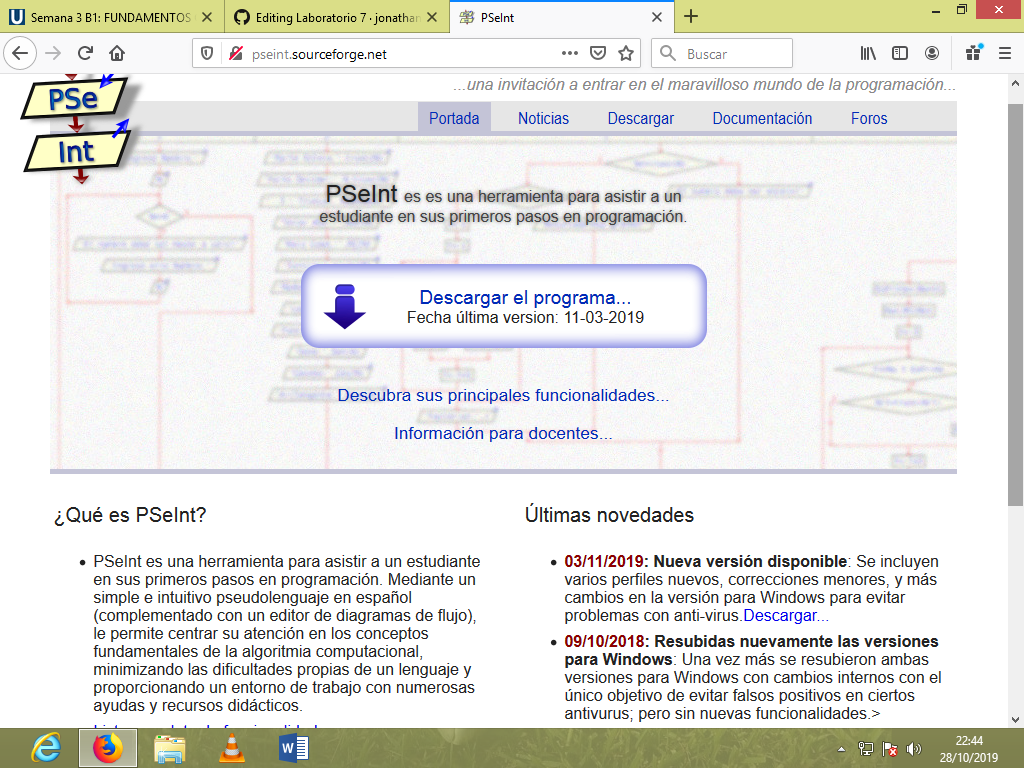 Semana 3 B1: FUNDAMENTOS
Editing Laboratorio 7 · jonathan
PSeInt
pseint.sourceforge.net
Buscar
PSe
Int
...una invitación a entrar en el maravilloso mundo de la programación...
Portada
Noticias
Descargar
Documentación
Foros
PSeInt es es una herramienta para asistir a un
estudiante en sus primeros pasos en programación.
Descargar el programa...
Fecha última version: 11-03-2019
Descubra sus principales funcionalidades...
Información para docentes...
¿Qué es PSeInt?
PSeInt es una herramienta para asistir a un estudiante
en sus primeros pasos en programación. Mediante un
simple e intuitivo pseudolenguaje en español
(complementado con un editor de diagramas de flujo),
le permite centrar su atención en los conceptos
fundamentales de la algoritmia computacional,
minimizando las dificultades propias de un lenguaje y
proporcionando un entorno de trabajo con numerosas
ayudas y recursos didácticos.
Últimas novedades
03/11/2019: Nueva versión disponible: Se incluyen
varios perfiles nuevos, correcciones menores, y más
cambios en la versión para Windows para evitar
problemas con anti-virus.Descargar...
09/10/2018: Resubidas nuevamente las versiones
para Windows: Una vez más se resubieron ambas
versiones para Windows con cambios internos con el
único objetivo de evitar falsos positivos en ciertos
antivurus; pero sin nuevas funcionalidades.>
22:44
28/10/2019